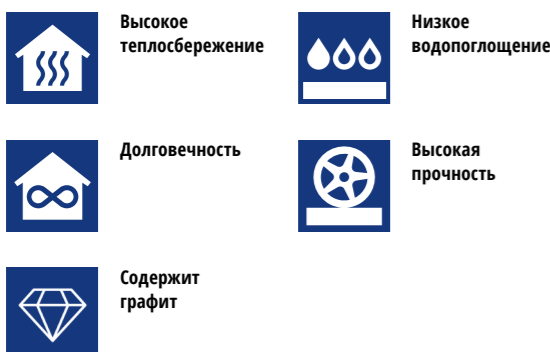 Высокое
теплосбережение
Низкое
водопоглощение
Долговечность
Высокая
прочность
Содержит
графит